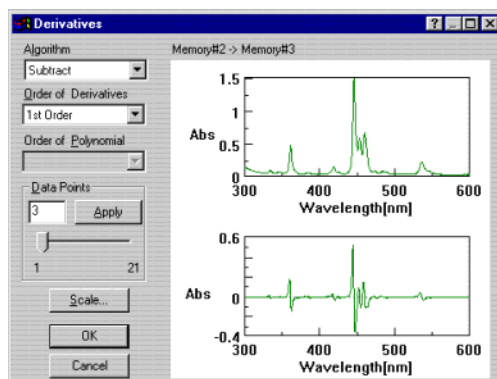 Derivatives
Algorithm
Subtract
Order of Derivatives
1st Order
Order of Polynomial
Data Points
3 Apply
1 21
Scale...
OK
Cancel
Memory#2 -> Memory#3
1.5
1
0.5
0
Abs
300 400 500 600
Wavelength[nm]
0.6
0
-0.4
Abs
300 400 500 600
Wavelength[nm]